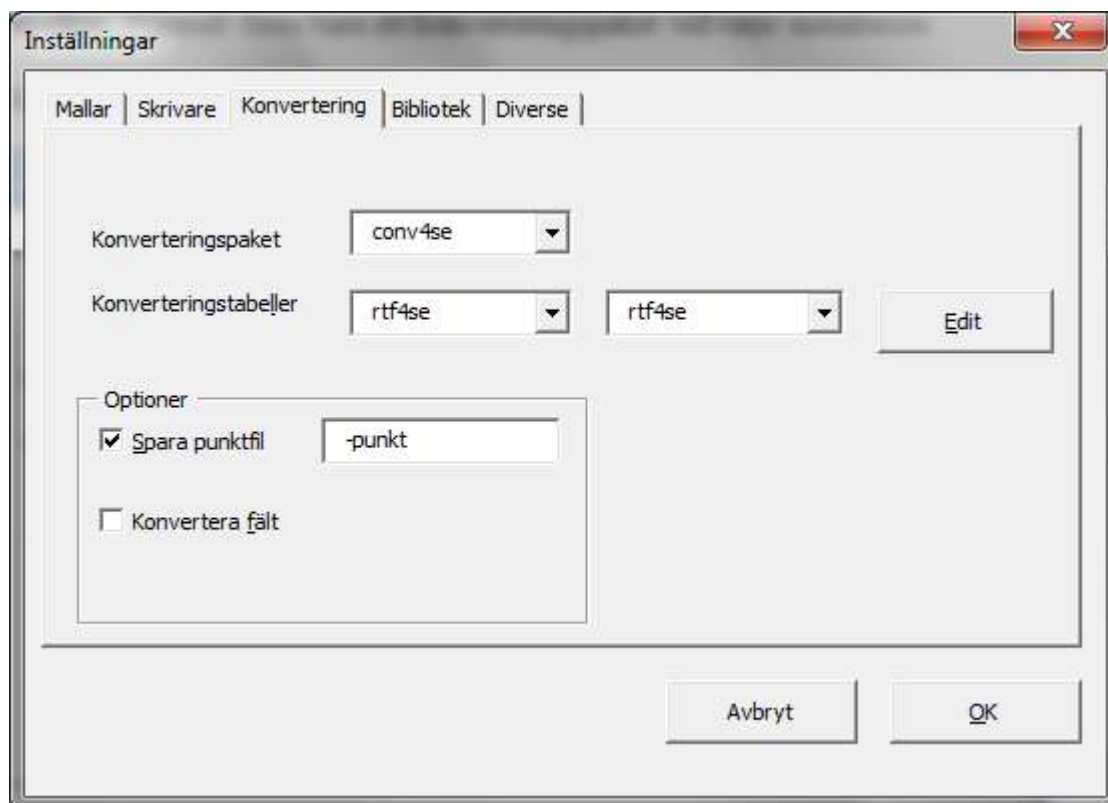 Inställningar
Mallar Skrivare Konvertering Bibliotek Diverse
Konverteringspaket conv4se
Konverteringstabeller rtf4se rtf4se Edit
Optioner
Spara punktfil -punkt
Konvertera fält
Avbryt OK